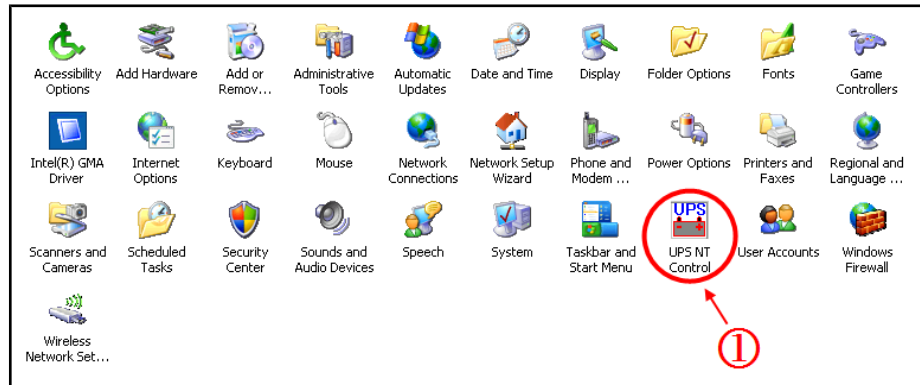 Accessibility Options
Add Hardware
Add or Remov...
Administrative Tools
Automatic Updates
Date and Time
Display
Folder Options
Fonts
Game Controllers
Intel(R) GMA Driver
Internet Options
Keyboard
Mouse
Network Connections
Network Setup Wizard
Phone and Modem ...
Power Options
Printers and Faxes
Regional and Language ...
Scanners and Cameras
Scheduled Tasks
Security Center
Sounds and Audio Devices
Speech
System
Taskbar and Start Menu
UPS
UPS NT Control
User Accounts
Windows Firewall
①
Wireless Network Set...